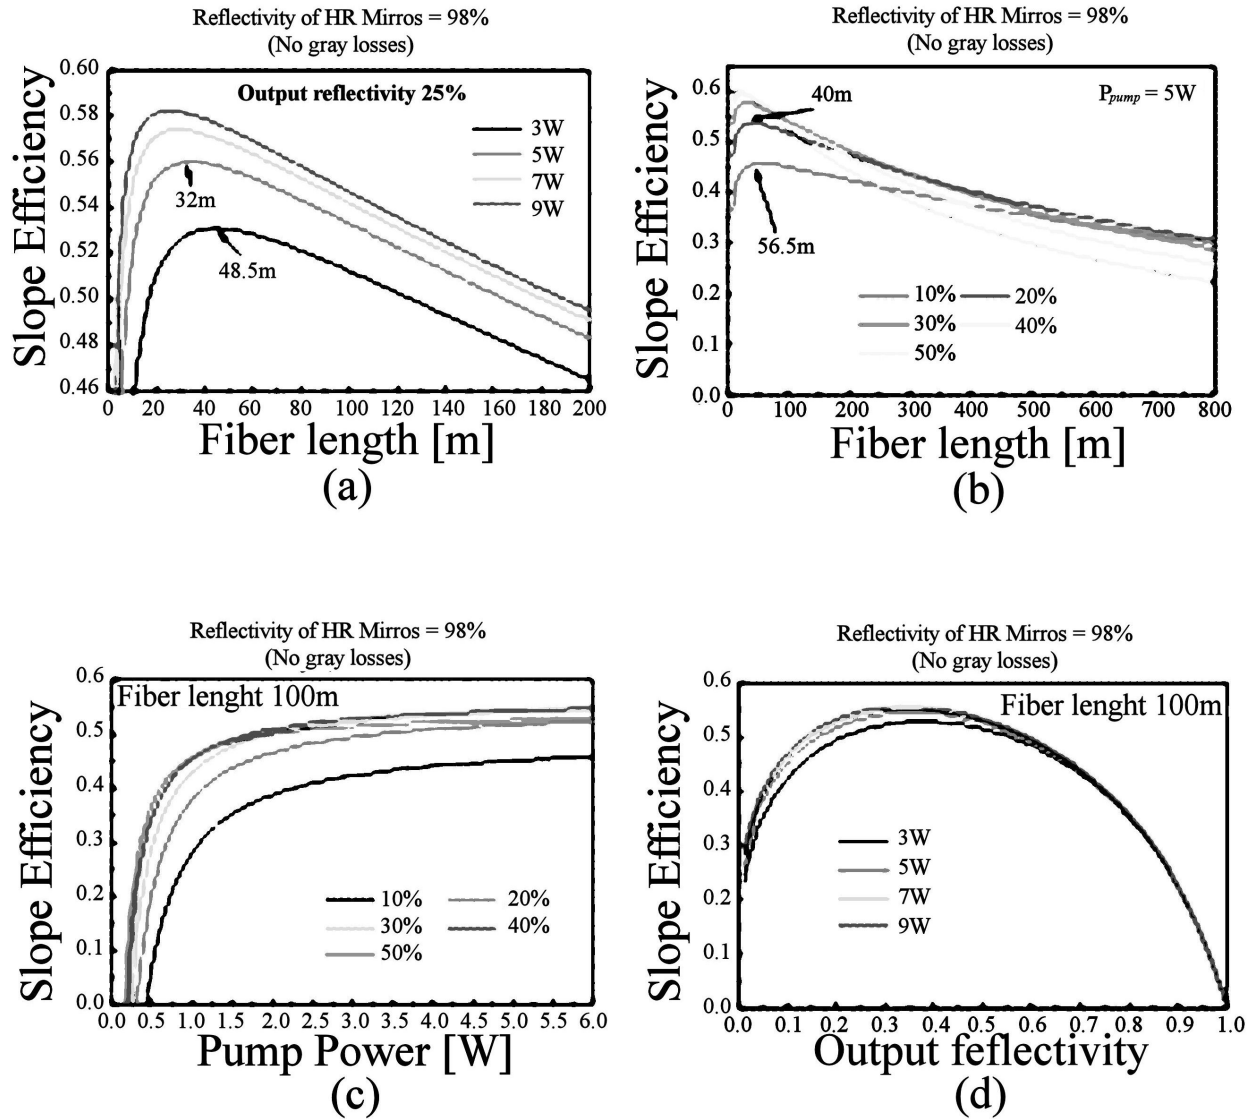 Reflectivity of HR Mirros = 98%
(No gray losses)
Output reflectivity 25%
3W
5W
7W
9W
32m
48.5m
Slope Efficiency
0.60
0.58
0.56
0.54
0.52
0.50
0.48
0.46
0 20 40 60 80 100 120 140 160 180 200
Fiber length [m]
(a)
Reflectivity of HR Mirros = 98%
(No gray losses)
40m
P pump = 5W
56.5m
10% 20%
30% 40%
50%
Slope Efficiency
0.6
0.5
0.4
0.3
0.2
0.1
0.0
0 100 200 300 400 500 600 700 800
Fiber length [m]
(b)
Reflectivity of HR Mirros = 98%
(No gray losses)
Fiber lenght 100m
10% 20%
30% 40%
50%
Slope Efficiency
0.6
0.5
0.4
0.3
0.2
0.1
0.0
0.0 0.5 1.0 1.5 2.0 2.5 3.0 3.5 4.0 4.5 5.0 5.5 6.0
Pump Power [W]
(c)
Reflectivity of HR Mirros = 98%
(No gray losses)
Fiber lenght 100m
3W
5W
7W
9W
Slope Efficiency
0.6
0.5
0.4
0.3
0.2
0.1
0.0
0.0 0.1 0.2 0.3 0.4 0.5 0.6 0.7 0.8 0.9 1.0
Output feflectivity
(d)